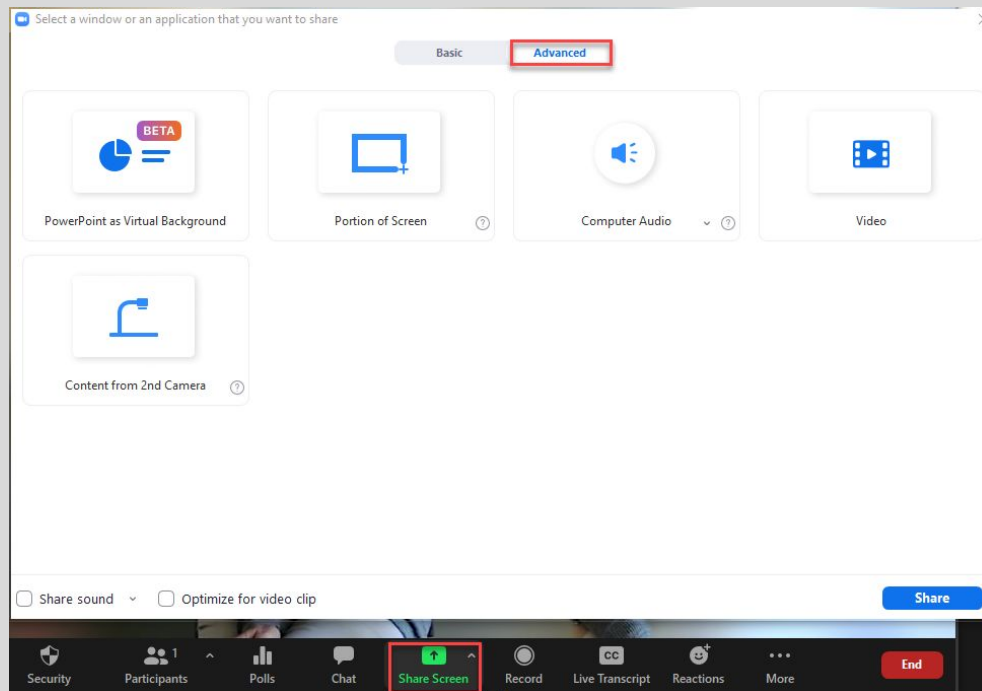 Select a window or an application that you want to share
Basic
Advanced
BETA
PowerPoint as Virtual Background
Portion of Screen
?
Computer Audio
?
Video
Content from 2nd Camera
?
Share sound
Optimize for video clip
Share
1
Security
Participants
Polls
Chat
Share Screen
CC
Record
Live Transcript
Reactions
More
End